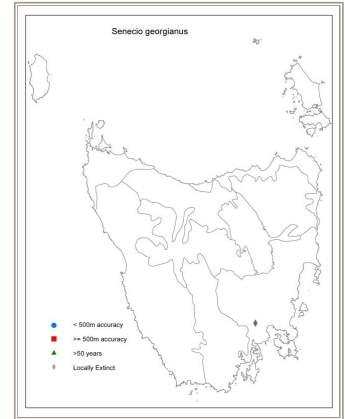 Senecio georgianus
< 500m accuracy
>= 500m accuracy
>50 years
Locally Extinct